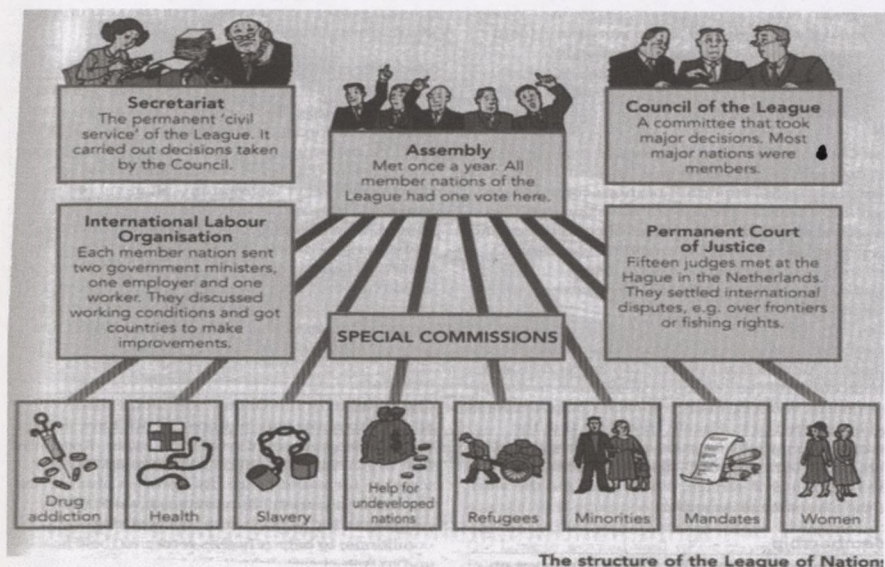 Secretariat
The permanent 'civil
service' of the League. It
carried out decisions taken
by the Council.
Assembly
Met once a year. All
member nations of the
League had one vote here.
Council of the League
A committee that took
major decisions. Most
major nations were
members.
International Labour
Organisation
Each member nation sent
two government ministers,
one employer and one
worker. They discussed
working conditions and got
countries to make
improvements.
Permanent Court
of Justice
Fifteen judges met at the
Hague in the Netherlands.
They settled international
disputes, e.g. over frontiers
or fishing rights.
SPECIAL COMMISSIONS
Drug
addiction
Health
Slavery
Help for
undeveloped
nations
Refugees
Minorities
Mandates
Women
The structure of the League of Nations